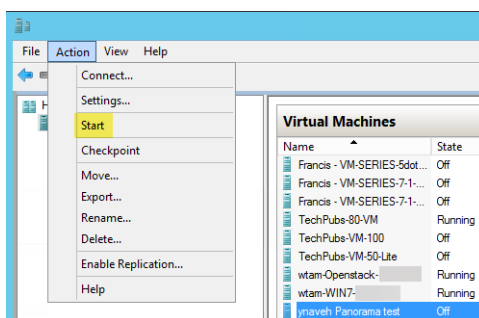 File Action View Help
Connect...
Settings...
Start
Checkpoint
Move...
Export...
Rename...
Delete...
Enable Replication...
Help
H
Virtual Machines
Name State
Francis - VM-SERIES-5dot... Off
Francis - VM-SERIES-7-1-... Off
Francis - VM-SERIES-7-1-... Off
TechPubs-80-VM Running
TechPubs-VM-100 Off
TechPubs-VM-50-Lite Off
wtam-Openstack- Running
wtam-WIN7- Running
ynaveh Panorama test Off